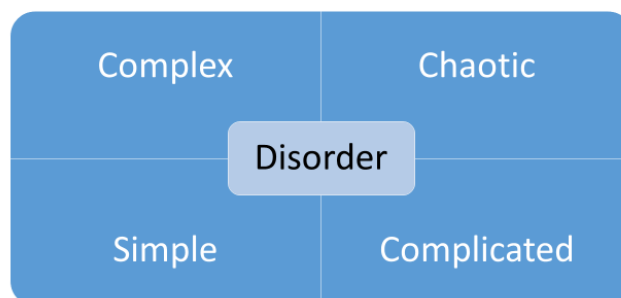 Complex
Chaotic
Disorder
Simple
Complicated